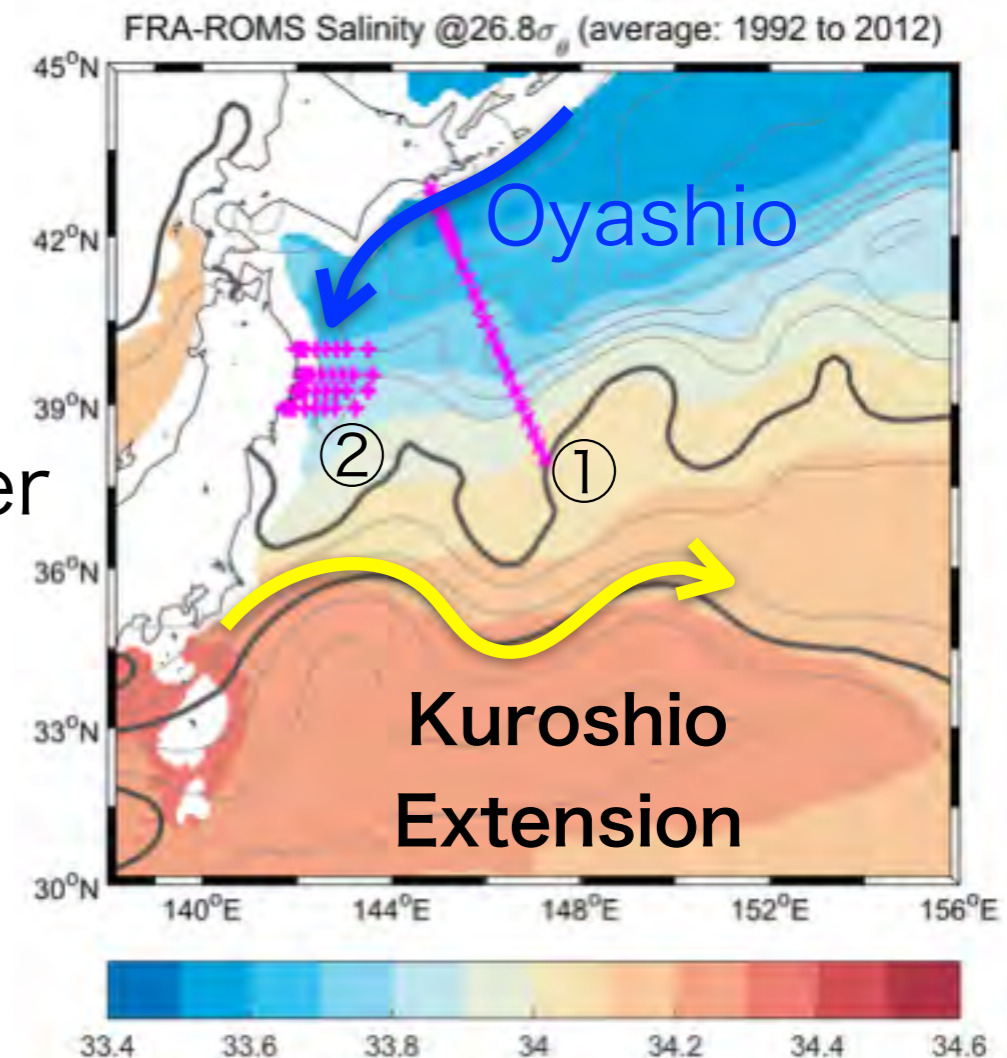 FRA-ROMS Salinity @26.8σθ (average: 1992 to 2012)
45°N
Oyashio
42°N
39°N
②
①
er
36°N
33°N
Kuroshio
Extension
30°N
140°E 144°E 148°E 152°E 156°E
33.4 33.6 33.8 34 34.2 34.4 34.6